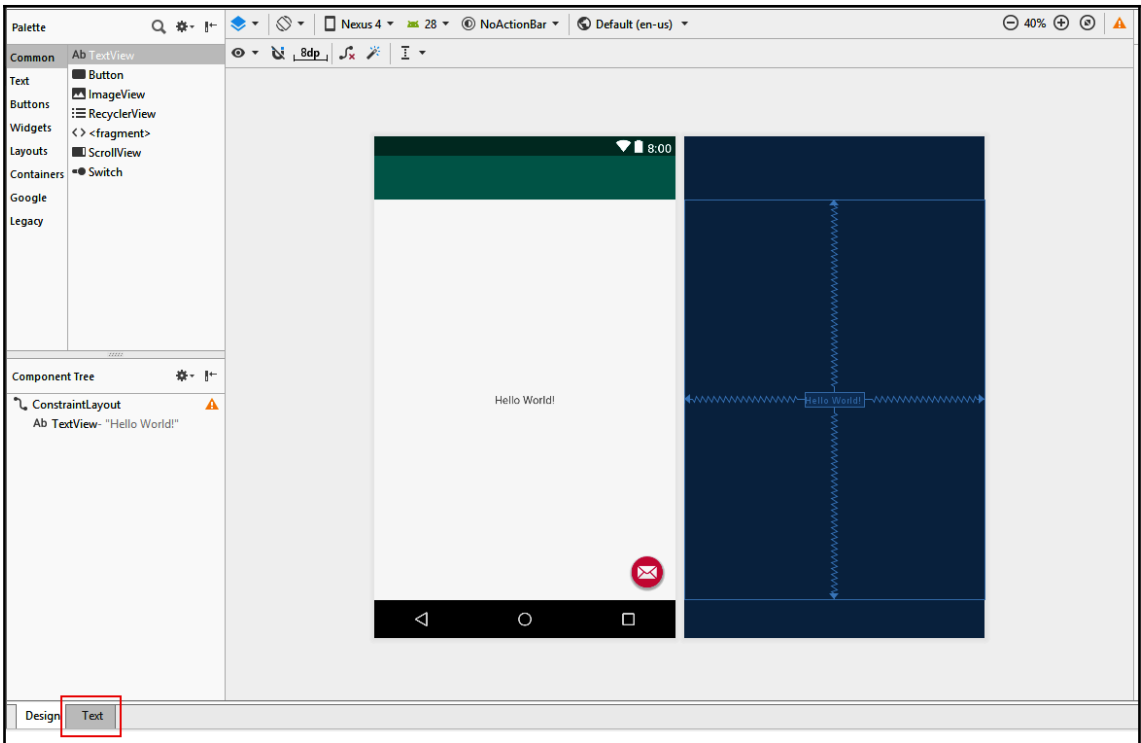 Palette
Nexus 4 28 NoActionBar Default (en-us) 40%
8dp
Common
Text
Buttons
Widgets
Layouts
Containers
Google
Legacy
Ab TextView
Button
ImageView
RecyclerView
<> <fragment>
ScrollView
Switch
8:00
Hello World!
Hello World!
Component Tree
ConstraintLayout
Ab TextView- "Hello World!"
Design Text